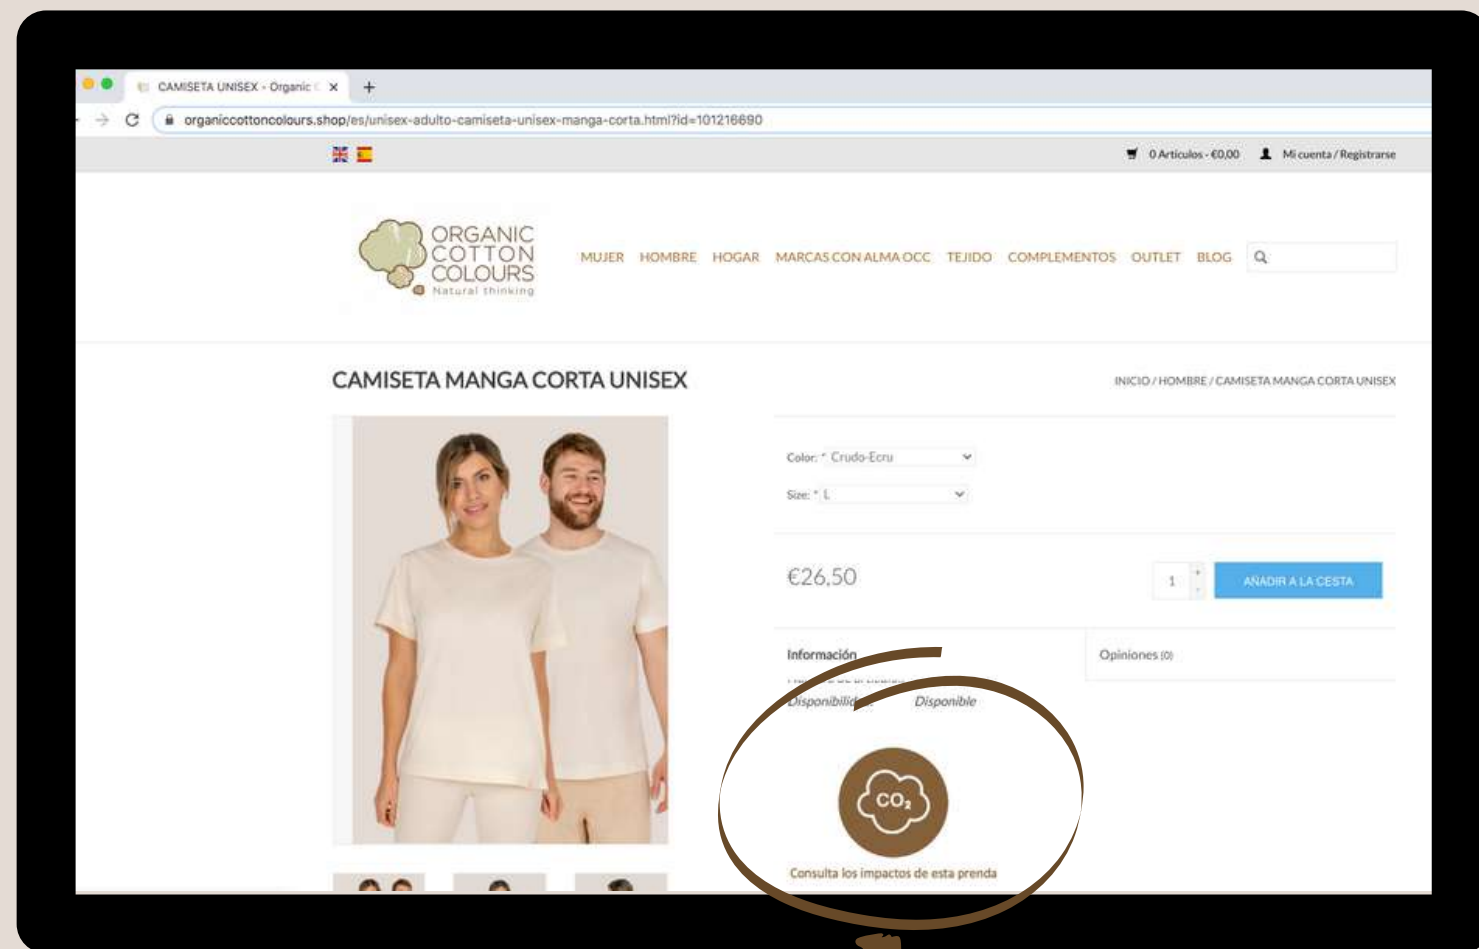 CAMISETA UNISEX - Organic C
organiccottoncolours.shop/es/unisex-adulto-camiseta-unisex-manga-corta.html?id=101216690
0 Artículos - €0,00 Mi cuenta / Registrarse
ORGANIC
COTTON
COLOURS
Natural thinking
MUJER HOMBRE HOGAR MARCAS CON ALMA OCC TEJIDO COMPLEMENTOS OUTLET BLOG
CAMISETA MANGA CORTA UNISEX
INICIO / HOMBRE / CAMISETA MANGA CORTA UNISEX
Color: * Crudo-Ecru
Size: * L
€26,50
1
AÑADIR A LA CESTA
Información
Opiniones (0)
Disponible
CO₂
Consulta los impactos de esta prenda